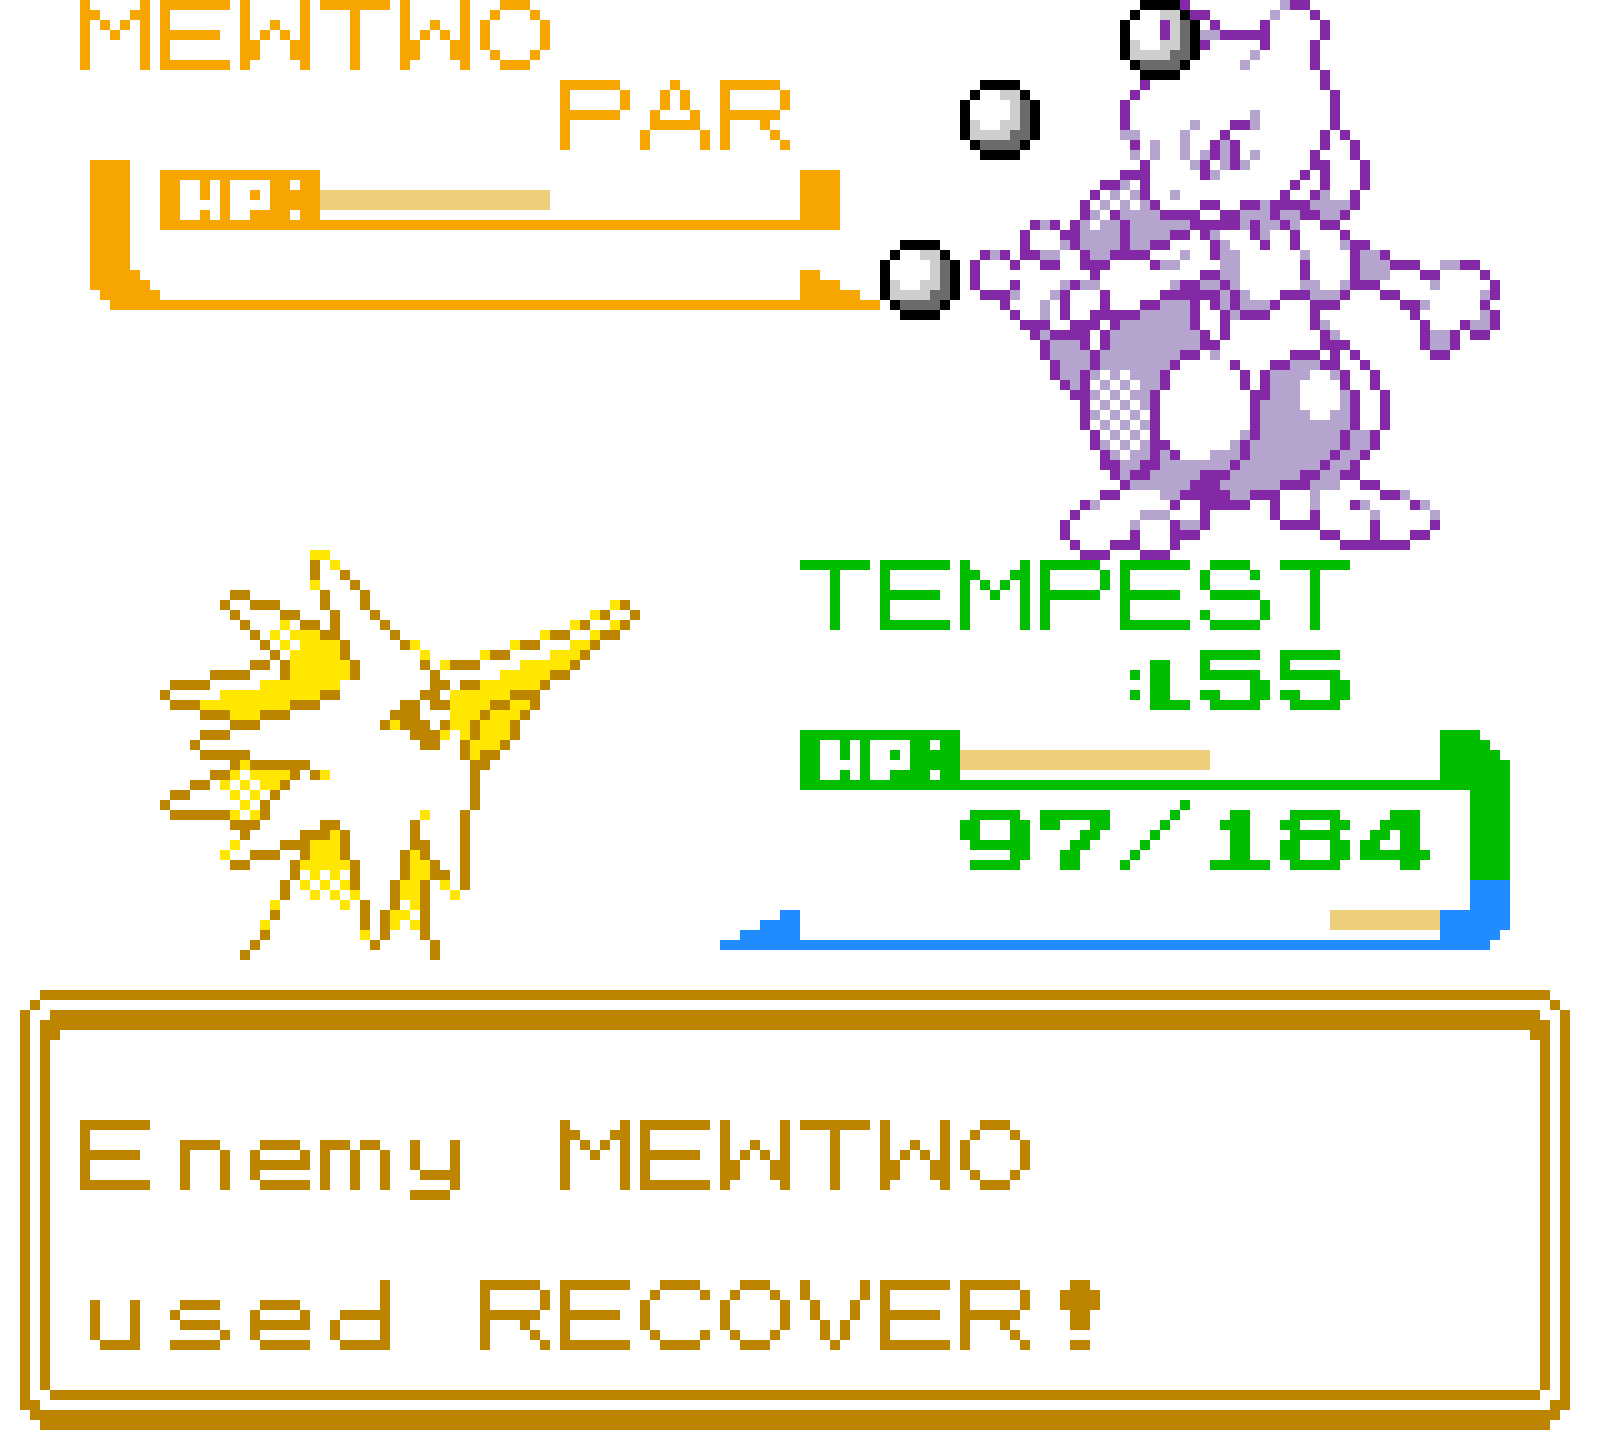 MEWTWO
PAR
HP:
TEMPEST
:L55
HP:
97/184
Enemy MEWTWO
used RECOVER!